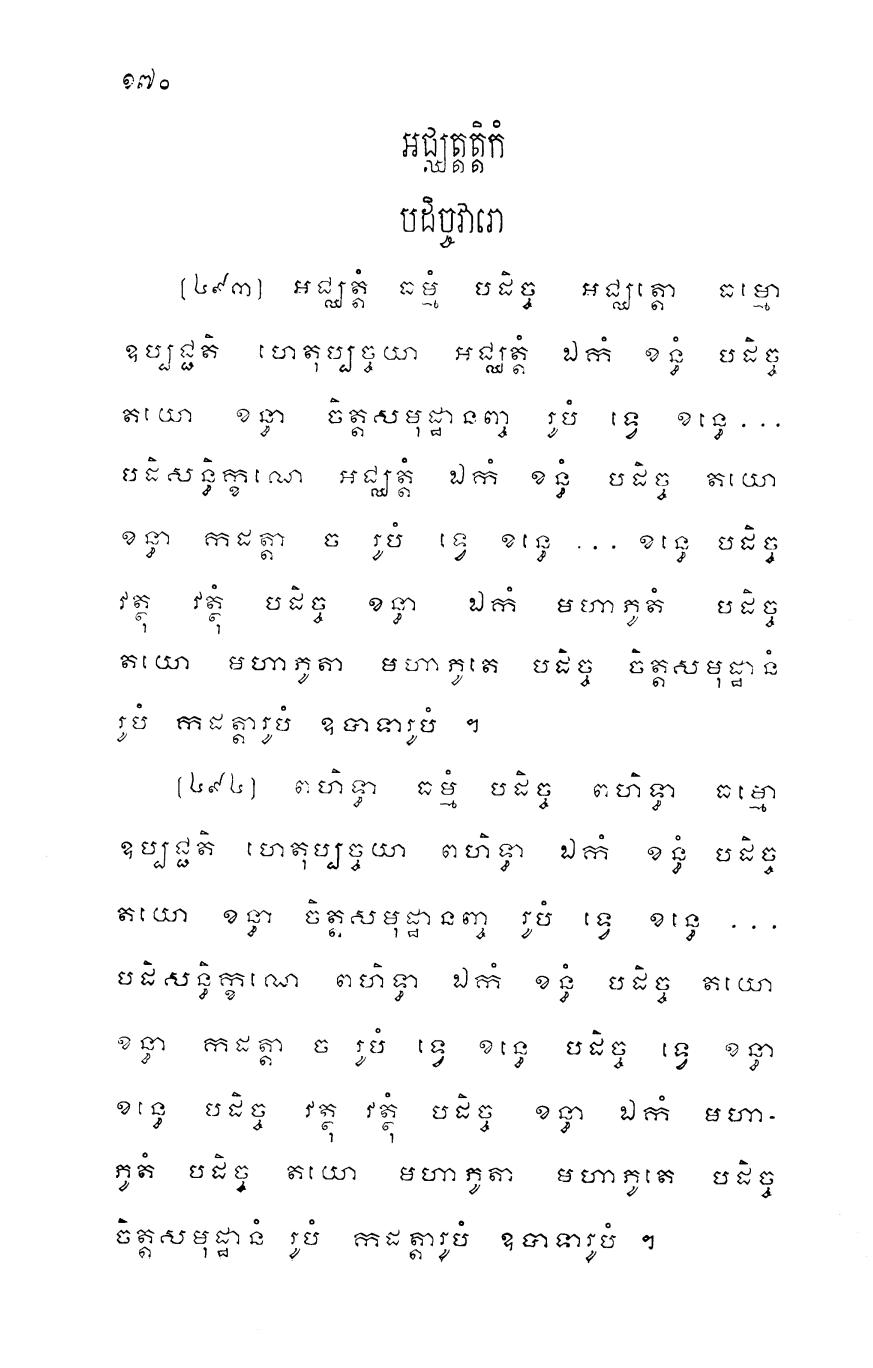 ១៧០
អជ្ឈត្តត្តិកំ
បដិច្ចវារោ
(៤៩៣) អជ្ឈត្តំ ធម្មំ បដិច្ច អជ្ឈត្តោ ធម្មោ
ឧប្បជ្ជតិ ហេតុប្បច្ចយា អជ្ឈត្តំ ឯកំ ខន្ធំ បដិច្ច
តយោ ខន្ធា ចិត្តសមុដ្ឋានញ្ច រូបំ ទ្វេ ខន្ធេ ...
បដិសន្ធិក្ខណេ អជ្ឈត្តំ ឯកំ ខន្ធំ បដិច្ច តយោ
ខន្ធា កដត្តា ច រូបំ ទ្វេ ខន្ធេ ... ខន្ធេ បដិច្ច
វត្ថុ វត្ថុំ បដិច្ច ខន្ធា ឯកំ មហាភូតំ បដិច្ច
តយោ មហាភូតា មហាភូតេ បដិច្ច ចិត្តសមុដ្ឋានំ
រូបំ កដត្តារូបំ ឧបាទារូបំ ។
(៤៩៤) ពហិទ្ធា ធម្មំ បដិច្ច ពហិទ្ធា ធម្មោ
ឧប្បជ្ជតិ ហេតុប្បច្ចយា ពហិទ្ធា ឯកំ ខន្ធំ បដិច្ច
តយោ ខន្ធា ចិត្តសមុដ្ឋានញ្ច រូបំ ទ្វេ ខន្ធេ ...
បដិសន្ធិក្ខណេ ពហិទ្ធា ឯកំ ខន្ធំ បដិច្ច តយោ
ខន្ធា កដត្តា ច រូបំ ទ្វេ ខន្ធេ បដិច្ច ទ្វេ ខន្ធា
ខន្ធេ បដិច្ច វត្ថុ វត្ថុំ បដិច្ច ខន្ធា ឯកំ មហា-
ភូតំ បដិច្ច តយោ មហាភូតា មហាភូតេ បដិច្ច
ចិត្តសមុដ្ឋានំ រូបំ កដត្តារូបំ ឧបាទារូបំ ។